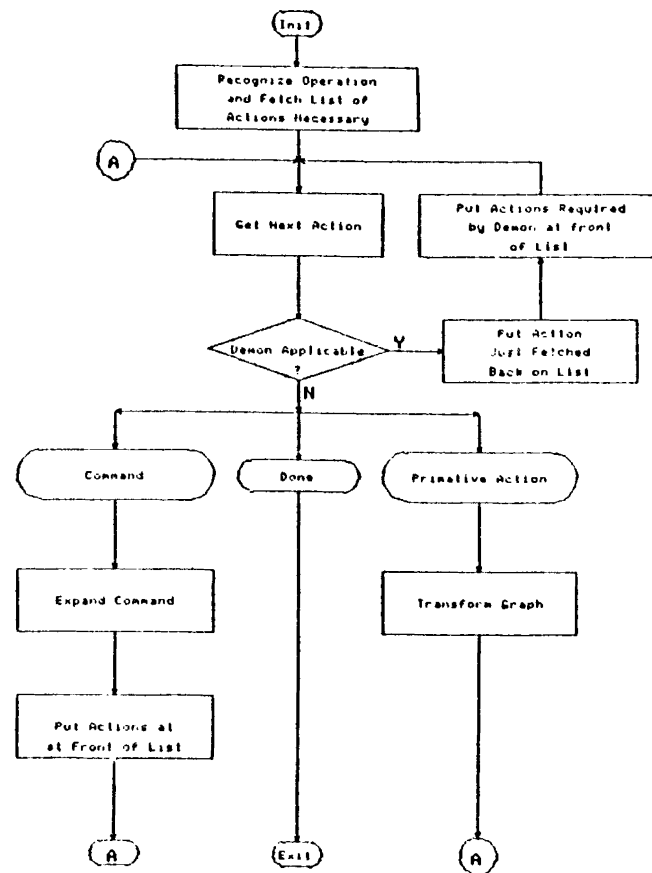 Init
Recognize Operation
and Fetch List of
Actions Necessary
A
Get Next Action
Put Actions Required
by Demon at front
of List
Demon Applicable
?
Y
Put Action
Just Fetched
Back on List
N
Command
Done
Primative Action
Expand Command
Transform Graph
Put Actions at
at Front of List
A
Exit
A